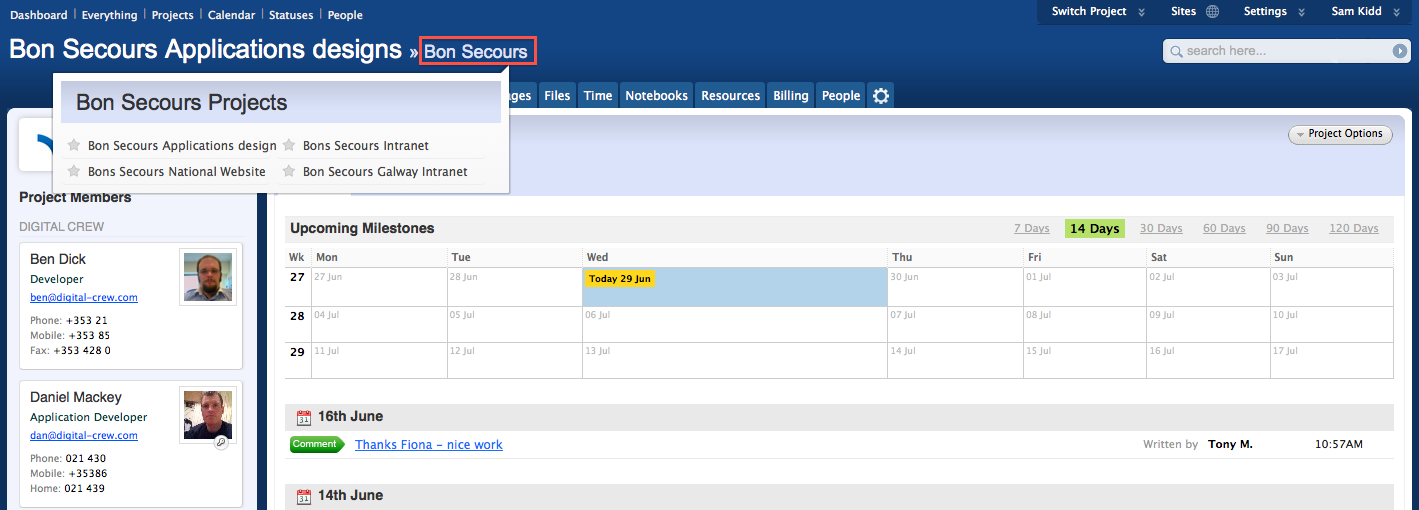 Dashboard Everything Projects Calendar Statuses People
Switch Project Sites Settings Sam Kidd
Bon Secours Applications designs » Bon Secours
search here...
Bon Secours Projects
Files Time Notebooks Resources Billing People
Bon Secours Applications design Bons Secours Intranet
Bons Secours National Website Bon Secours Galway Intranet
Project Options
Project Members
DIGITAL CREW
Ben Dick
Developer
ben@digital-crew.com
Phone: +353 21
Mobile: +353 85
Fax: +353 428 0
Daniel Mackey
Application Developer
dan@digital-crew.com
Phone: 021 430
Mobile: +35386
Home: 021 439
Upcoming Milestones 7 Days 14 Days 30 Days 60 Days 90 Days 120 Days
Wk Mon Tue Wed Thu Fri Sat Sun
27 27 Jun 28 Jun Today 29 Jun 30 Jun 01 Jul 02 Jul 03 Jul
28 04 Jul 05 Jul 06 Jul 07 Jul 08 Jul 09 Jul 10 Jul
29 11 Jul 12 Jul 13 Jul 14 Jul 15 Jul 16 Jul 17 Jul
31 16th June
Comment Thanks Fiona - nice work Written by Tony M. 10:57AM
31 14th June